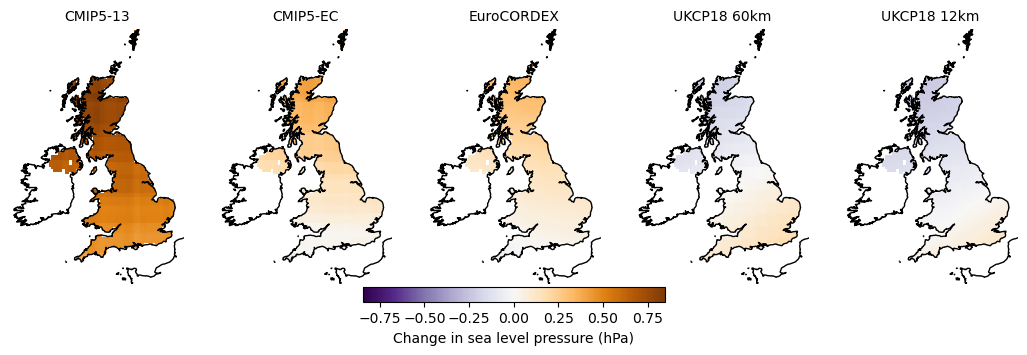 CMIP5-13 CMIP5-EC EuroCORDEX UKCP18 60km UKCP18 12km
−0.75 −0.50 −0.25 0.00 0.25 0.50 0.75
Change in sea level pressure (hPa)